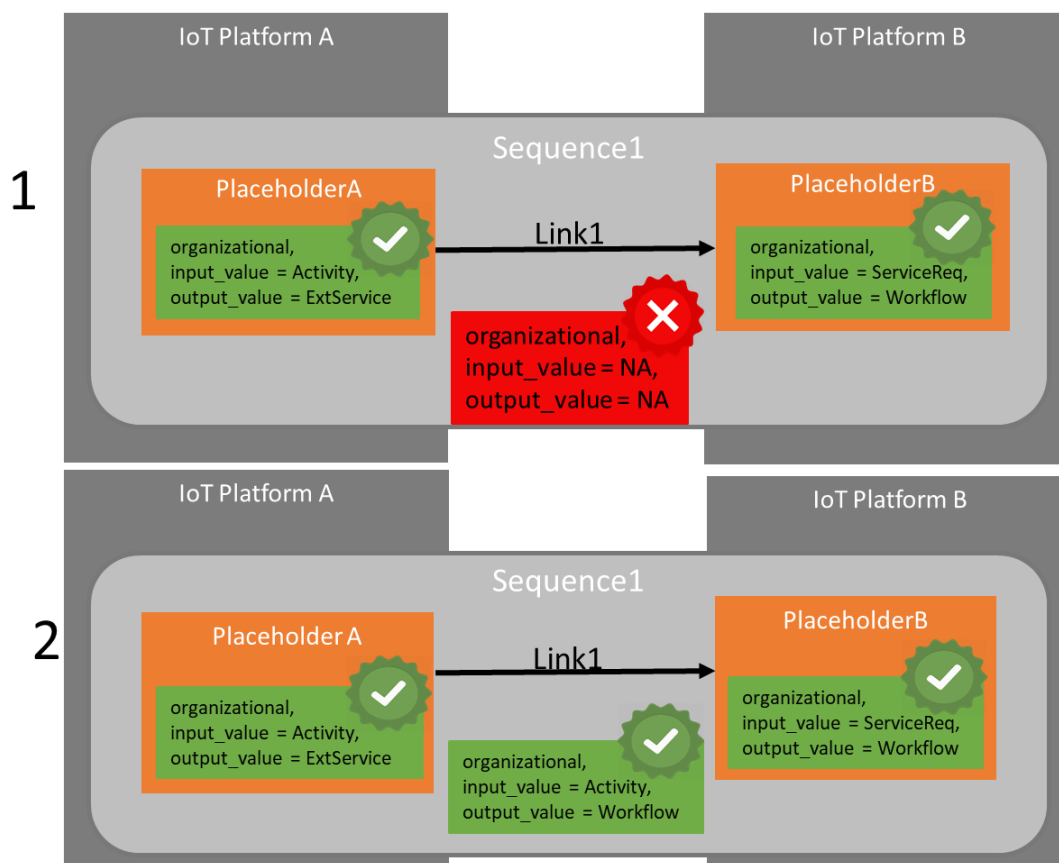 IoT Platform A
IoT Platform B
1
Sequence1
PlaceholderA
organizational,
input_value = Activity,
output_value = ExtService
Link1
PlaceholderB
organizational,
input_value = ServiceReq,
output_value = Workflow
organizational,
input_value = NA,
output_value = NA
IoT Platform A
IoT Platform B
2
Sequence1
Placeholder A
organizational,
input_value = Activity,
output_value = ExtService
Link1
PlaceholderB
organizational,
input_value = ServiceReq,
output_value = Workflow
organizational,
input_value = Activity,
output_value = Workflow